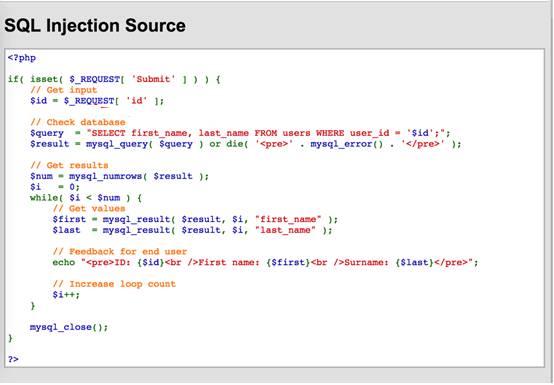 SQL Injection Source
<?php
if( isset( $_REQUEST[ 'Submit' ] ) ) {
// Get input
$id = $_REQUEST[ 'id' ];
// Check database
$query  = "SELECT first_name, last_name FROM users WHERE user_id = '$id';";
$result = mysql_query( $query ) or die( '<pre>' . mysql_error() . '</pre>' );
// Get results
$num = mysql_numrows( $result );
$i   = 0;
while( $i < $num ) {
// Get values
$first = mysql_result( $result, $i, "first_name" );
$last  = mysql_result( $result, $i, "last_name" );
// Feedback for end user
echo "<pre>ID: {$id}<br />First name: {$first}<br />Surname: {$last}</pre>";
// Increase loop count
$i++;
}
mysql_close();
}
?>